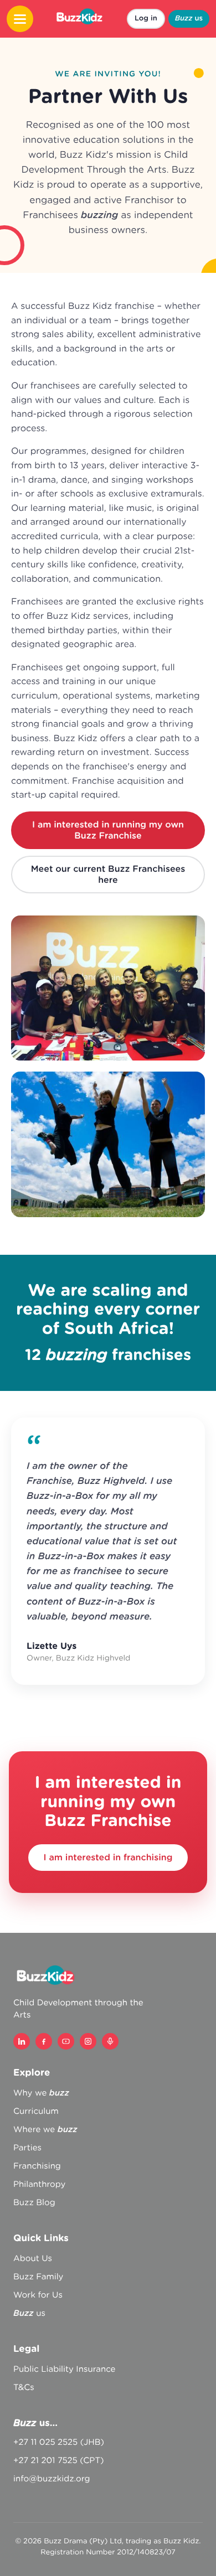 BuzzKidz
Log in
Buzz us
WE ARE INVITING YOU!
Partner With Us
Recognised as one of the 100 most
innovative education solutions in the
world, Buzz Kidz's mission is Child
Development Through the Arts. Buzz
Kidz is proud to operate as a supportive,
engaged and active Franchisor to
Franchisees buzzing as independent
business owners.
A successful Buzz Kidz franchise – whether
an individual or a team – brings together
strong sales ability, excellent administrative
skills, and a background in the arts or
education.
Our franchisees are carefully selected to
align with our values and culture. Each is
hand-picked through a rigorous selection
process.
Our programmes, designed for children
from birth to 13 years, deliver interactive 3-
in-1 drama, dance, and singing workshops
in- or after schools as exclusive extramurals.
Our learning material, like music, is original
and arranged around our internationally
accredited curricula, with a clear purpose:
to help children develop their crucial 21st-
century skills like confidence, creativity,
collaboration, and communication.
Franchisees are granted the exclusive rights
to offer Buzz Kidz services, including
themed birthday parties, within their
designated geographic area.
Franchisees get ongoing support, full
access and training in our unique
curriculum, operational systems, marketing
materials – everything they need to reach
strong financial goals and grow a thriving
business. Buzz Kidz offers a clear path to a
rewarding return on investment. Success
depends on the franchisee's energy and
commitment. Franchise acquisition and
start-up capital required.
I am interested in running my own
Buzz Franchise
Meet our current Buzz Franchisees
here
Buzz
We are scaling and
reaching every corner
of South Africa!
12 buzzing franchises
“
I am the owner of the
Franchise, Buzz Highveld. I use
Buzz-in-a-Box for my all my
needs, every day. Most
importantly, the structure and
educational value that is set out
in Buzz-in-a-Box makes it easy
for me as franchisee to secure
value and quality teaching. The
content of Buzz-in-a-Box is
valuable, beyond measure.
Lizette Uys
Owner, Buzz Kidz Highveld
I am interested in
running my own
Buzz Franchise
I am interested in franchising
BuzzKidz
Child Development through the
Arts
Explore
Why we buzz
Curriculum
Where we buzz
Parties
Franchising
Philanthropy
Buzz Blog
Quick Links
About Us
Buzz Family
Work for Us
Buzz us
Legal
Public Liability Insurance
T&Cs
Buzz us...
+27 11 025 2525 (JHB)
+27 21 201 7525 (CPT)
info@buzzkidz.org
© 2026 Buzz Drama (Pty) Ltd, trading as Buzz Kidz.
Registration Number 2012/140823/07